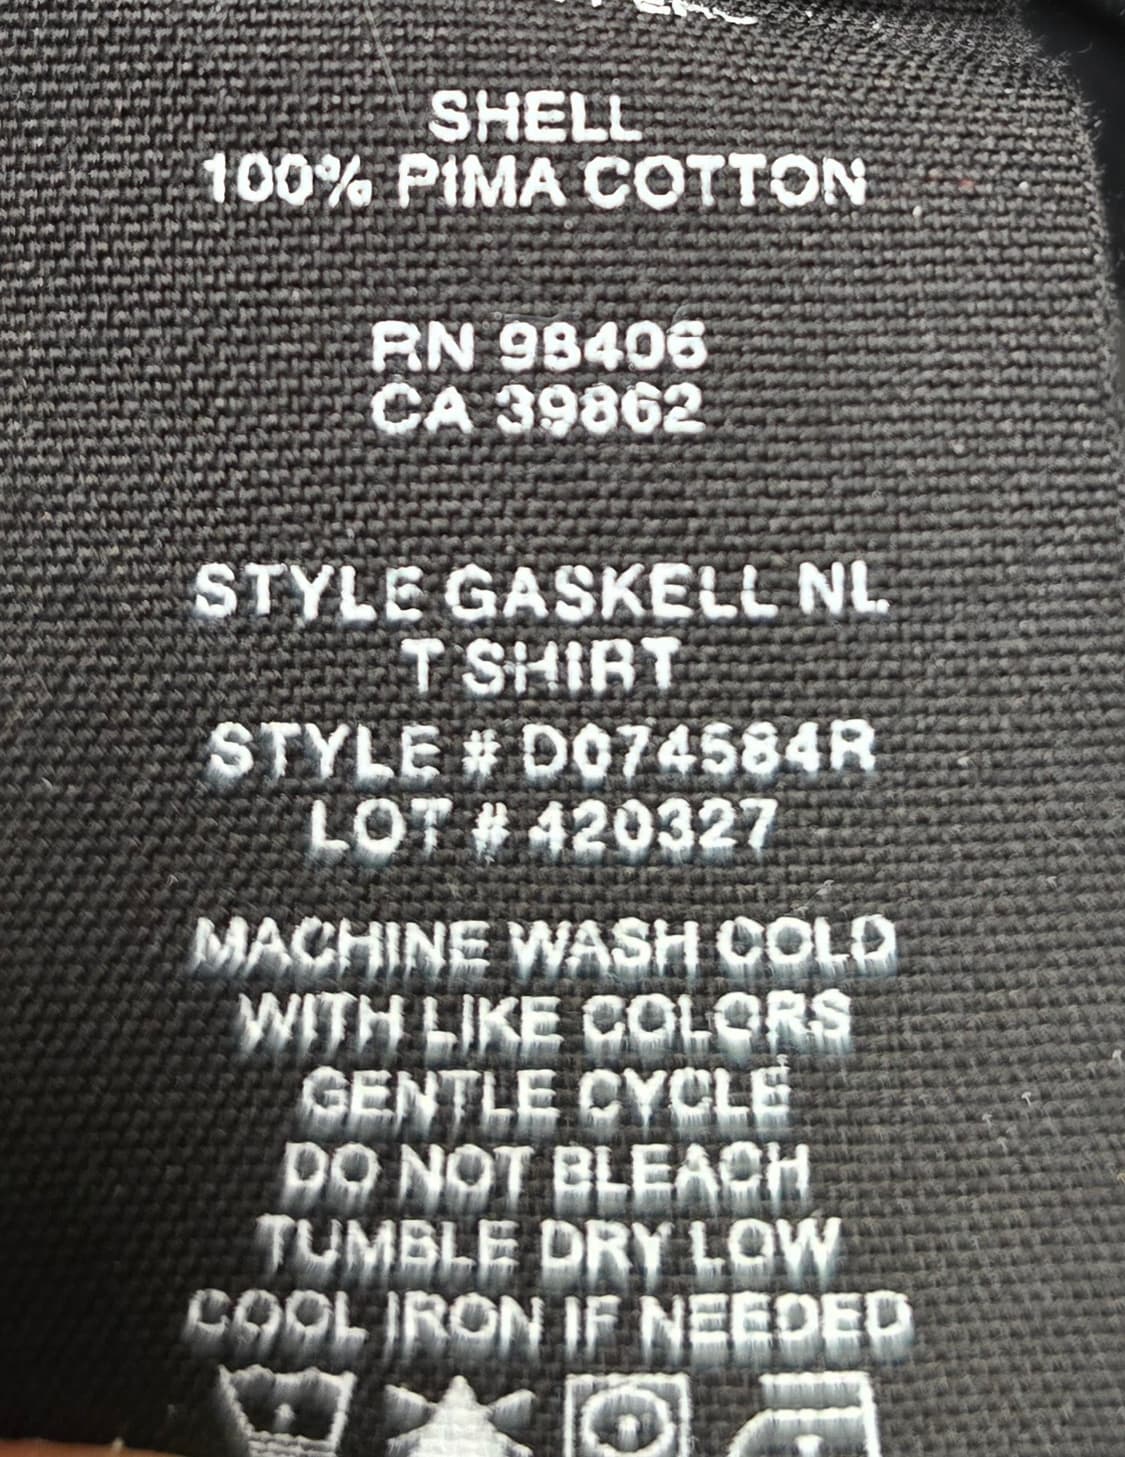 SHELL
100% PIMA COTTON
RN 98406
CA 39862
STYLE GASKELL NL
T SHIRT
STYLE # D074584R
LOT # 420327
MACHINE WASH COLD
WITH LIKE COLORS
GENTLE CYCLE
DO NOT BLEACH
TUMBLE DRY LOW
COOL IRON IF NEEDED